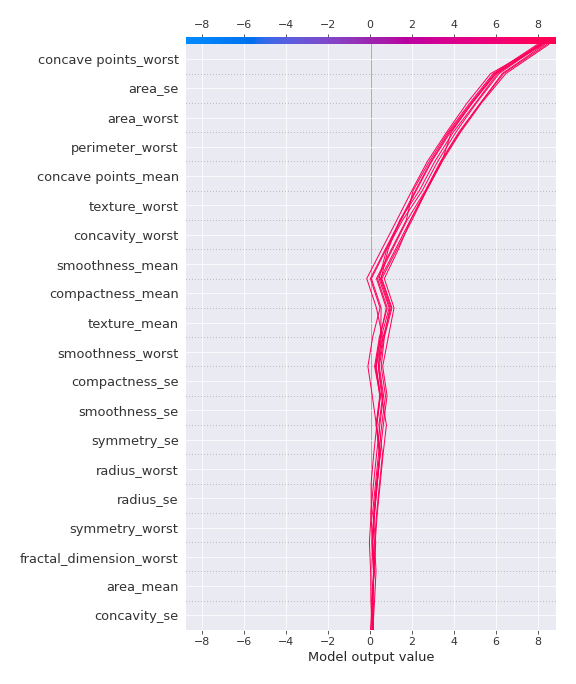 −8 −6 −4 −2 0 2 4 6 8
concave points_worst
area_se
area_worst
perimeter_worst
concave points_mean
texture_worst
concavity_worst
smoothness_mean
compactness_mean
texture_mean
smoothness_worst
compactness_se
smoothness_se
symmetry_se
radius_worst
radius_se
symmetry_worst
fractal_dimension_worst
area_mean
concavity_se
−8 −6 −4 −2 0 2 4 6 8
Model output value